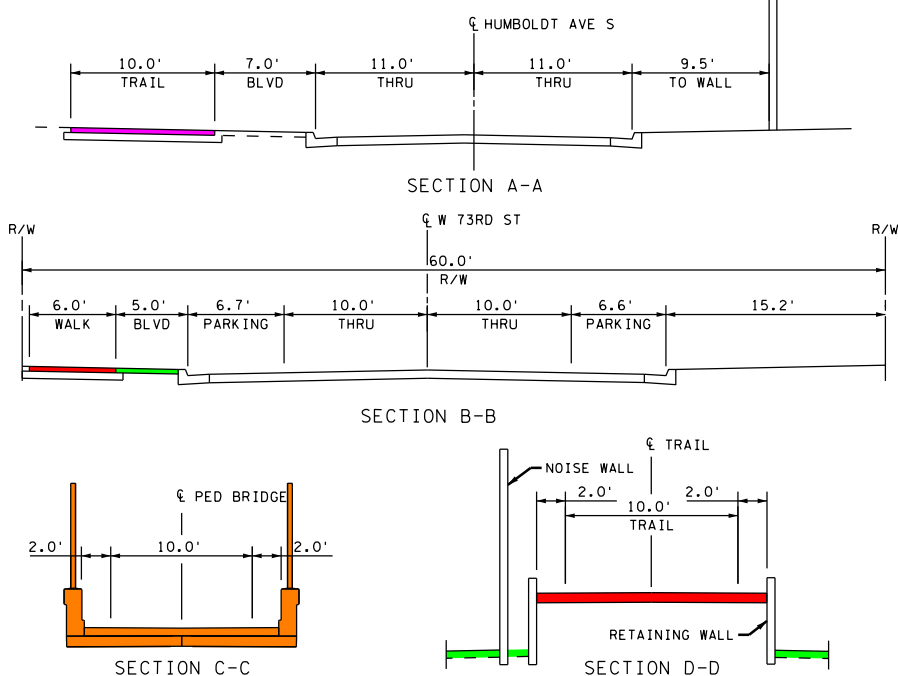 ℄ HUMBOLDT AVE S
10.0' 7.0' 11.0' 11.0' 9.5'
TRAIL BLVD THRU THRU TO WALL
SECTION A-A
℄ W 73RD ST
R/W R/W
60.0'
R/W
6.0' 5.0' 6.7' 10.0' 10.0' 6.6' 15.2'
WALK BLVD PARKING THRU THRU PARKING
SECTION B-B
℄ PED BRIDGE
2.0' 10.0' 2.0'
SECTION C-C
℄ TRAIL
NOISE WALL
2.0' 2.0'
10.0'
TRAIL
RETAINING WALL
SECTION D-D